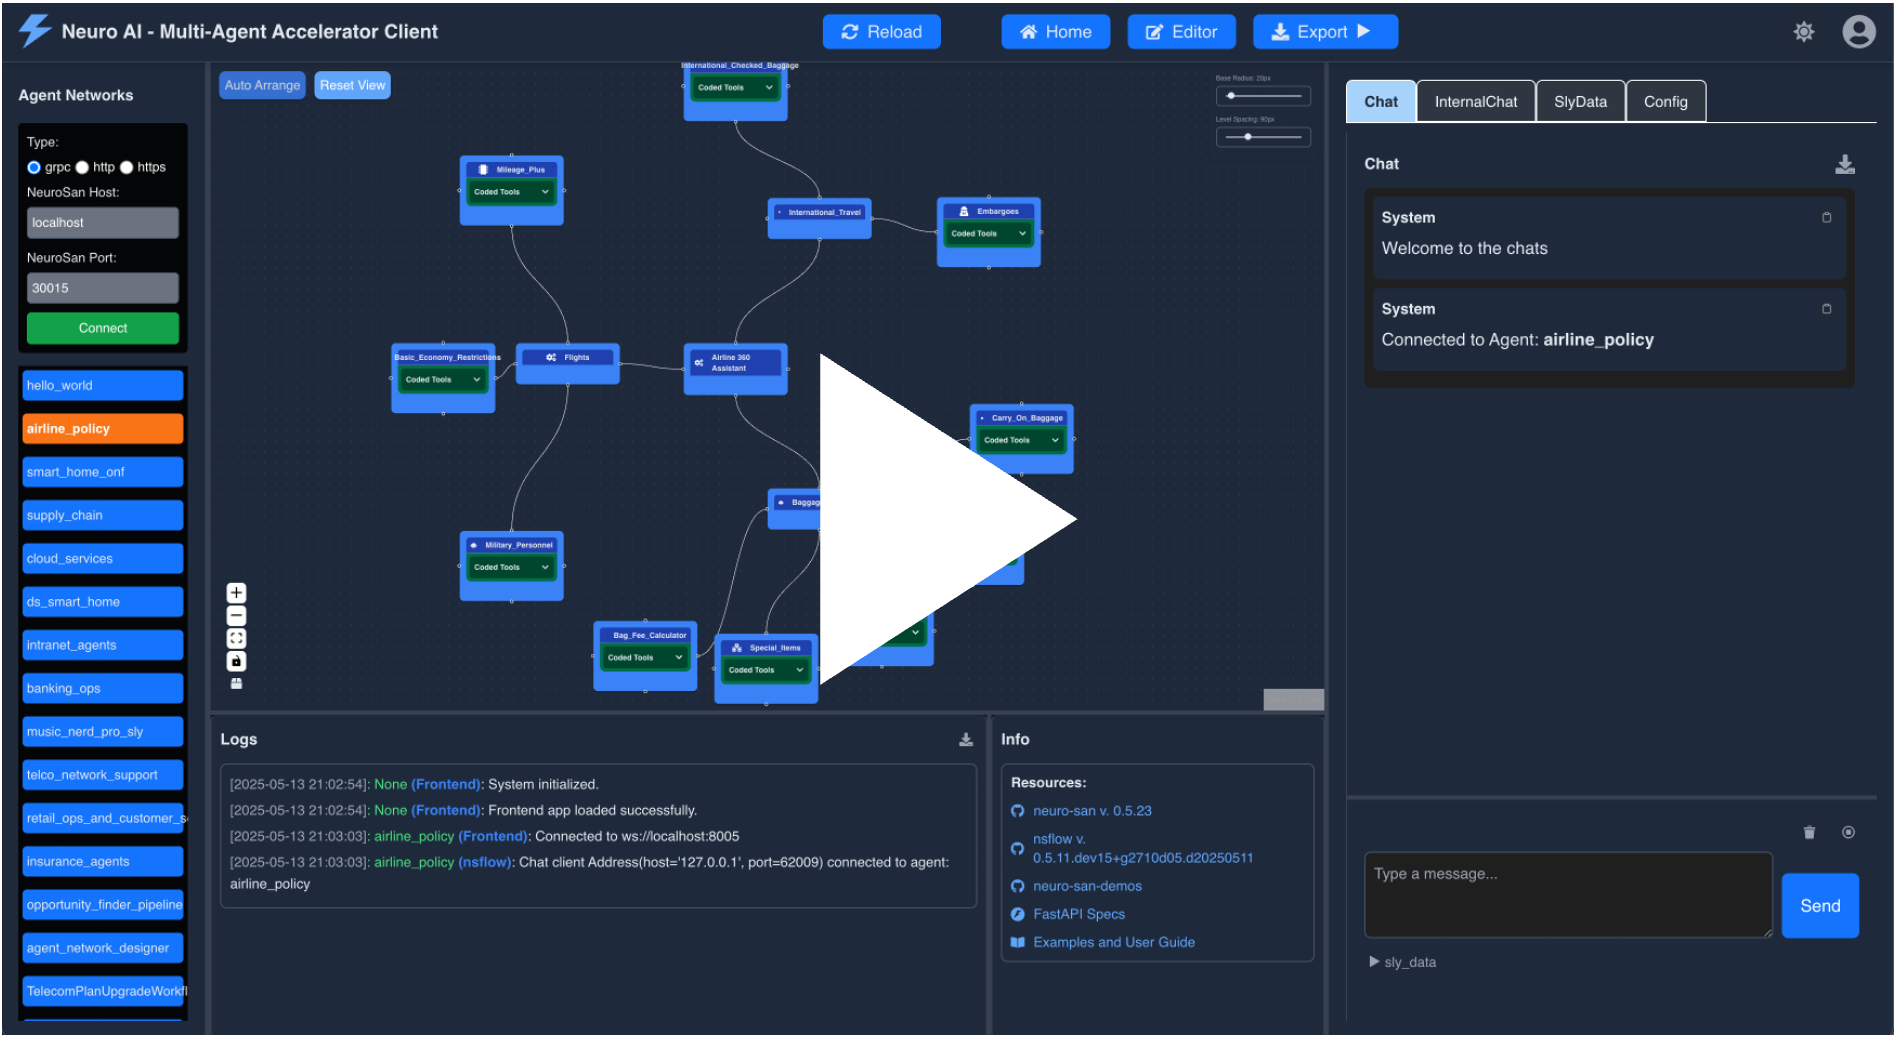 Neuro AI - Multi-Agent Accelerator Client
Reload
Home
Editor
Export
Agent Networks
Type:
grpc
http
https
NeuroSan Host:
localhost
NeuroSan Port:
30015
Connect
hello_world
airline_policy
smart_home_onf
supply_chain
cloud_services
ds_smart_home
intranet_agents
banking_ops
music_nerd_pro_sly
telco_network_support
retail_ops_and_customer_s
insurance_agents
opportunity_finder_pipeline
agent_network_designer
TelecomPlanUpgradeWorkfl
Auto Arrange
Reset View
Base Radius: 20px
Level Spacing: 90px
International_Checked_Baggage
Coded Tools
Mileage_Plus
Coded Tools
International_Travel
Embargoes
Coded Tools
Basic_Economy_Restrictions
Coded Tools
Flights
Airline 360
Assistant
Carry_On_Baggage
Coded Tools
Baggag
Military_Personnel
Coded Tools
Bag_Fee_Calculator
Coded Tools
Special_Items
Coded Tools
Logs
[2025-05-13 21:02:54]: None (Frontend): System initialized.
[2025-05-13 21:02:54]: None (Frontend): Frontend app loaded successfully.
[2025-05-13 21:03:03]: airline_policy (Frontend): Connected to ws://localhost:8005
[2025-05-13 21:03:03]: airline_policy (nsflow): Chat client Address(host='127.0.0.1', port=62009) connected to agent:
airline_policy
Info
Resources:
neuro-san v. 0.5.23
nsflow v.
0.5.11.dev15+g2710d05.d20250511
neuro-san-demos
FastAPI Specs
Examples and User Guide
Chat
InternalChat
SlyData
Config
Chat
System
Welcome to the chats
System
Connected to Agent: airline_policy
Type a message...
Send
sly_data